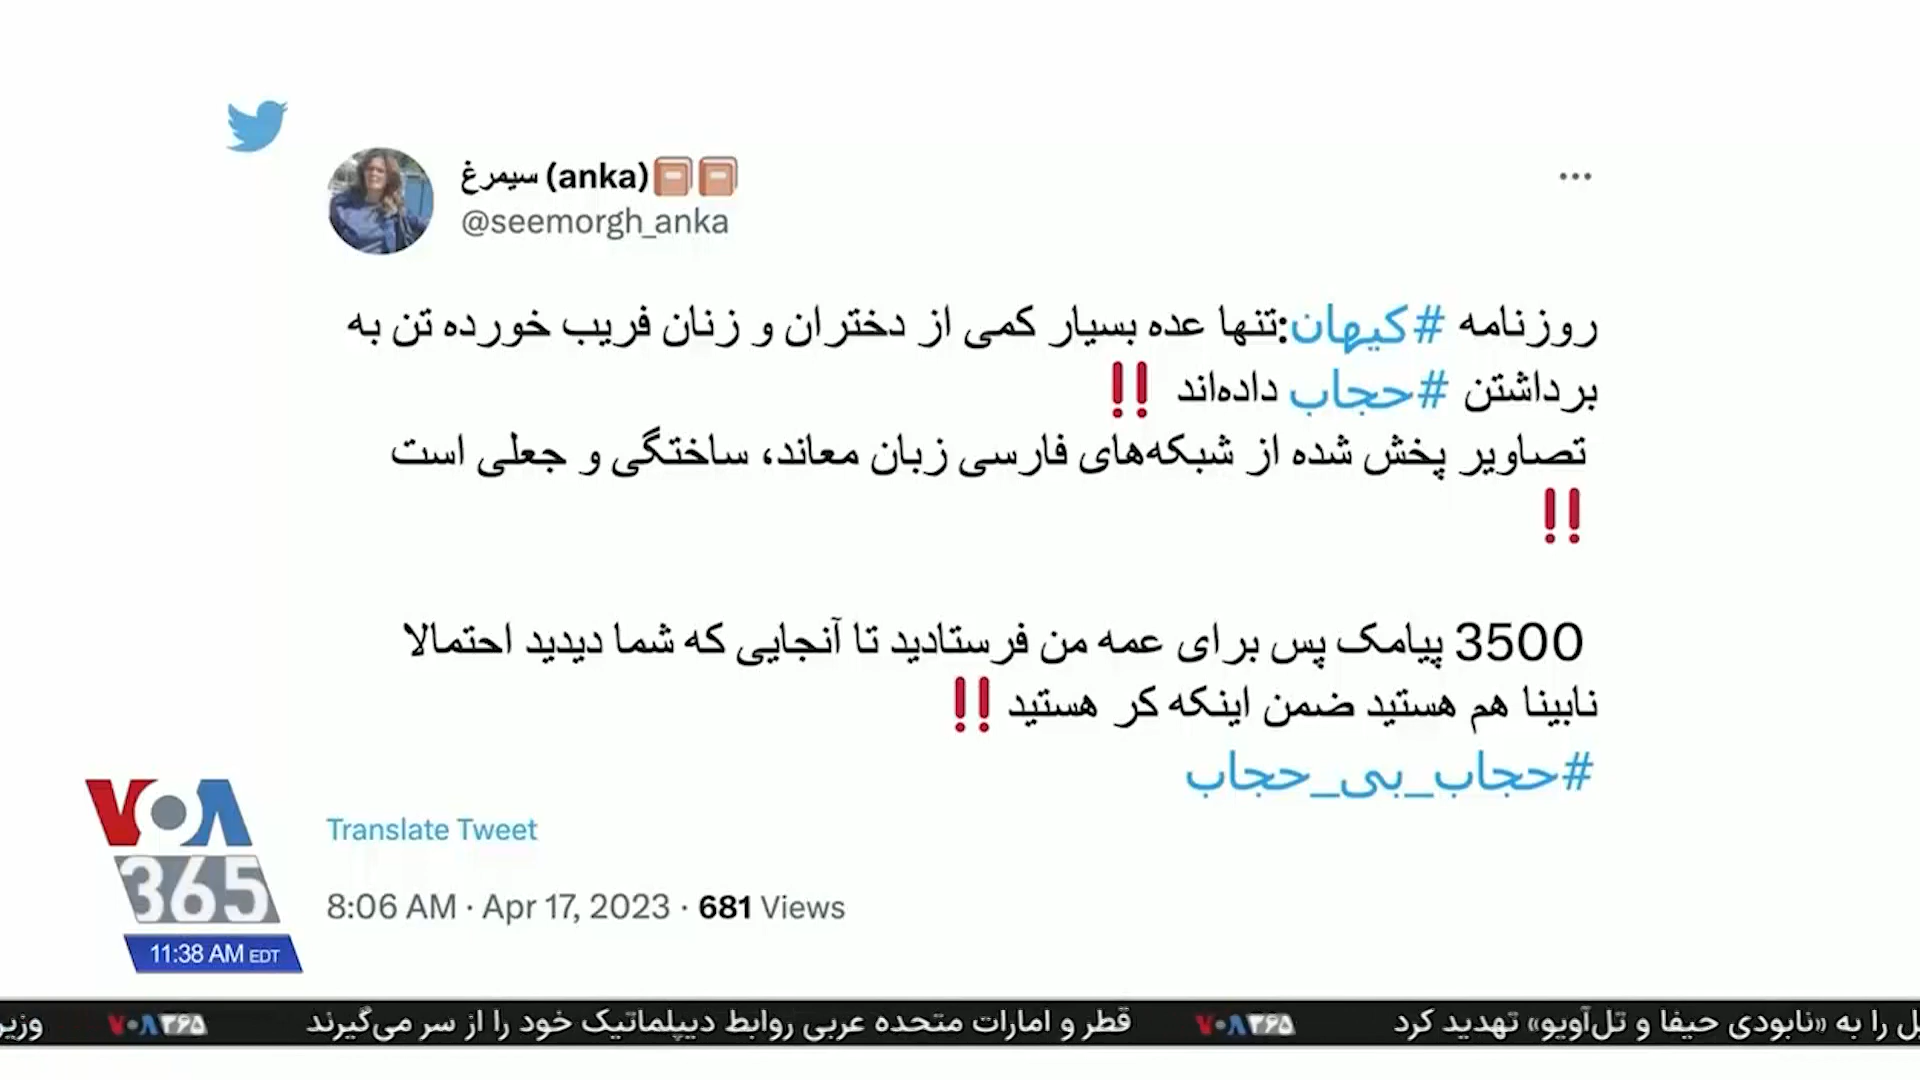 سیمرغ (anka)
@seemorgh_anka
روزنامه #کیهان:تنها عده بسیار کمی از دختران و زنان فریب خورده تن به
برداشتن #حجاب داده‌اند ‼️
تصاویر پخش شده از شبکه‌های فارسی زبان معاند، ساختگی و جعلی است
‼️
3500 پیامک پس برای عمه من فرستادید تا آنجایی که شما دیدید احتمالا
نابینا هم هستید ضمن اینکه کر هستید‼️
#حجاب_بی_حجاب
Translate Tweet
8:06 AM · Apr 17, 2023 · 681 Views
VOA
365
11:38 AM EDT
را به «نابودی حیفا و تل‌آویو» تهدید کرد VOA۳۶۵ قطر و امارات متحده عربی روابط دیپلماتیک خود را از سر می‌گیرند VOA۳۶۵